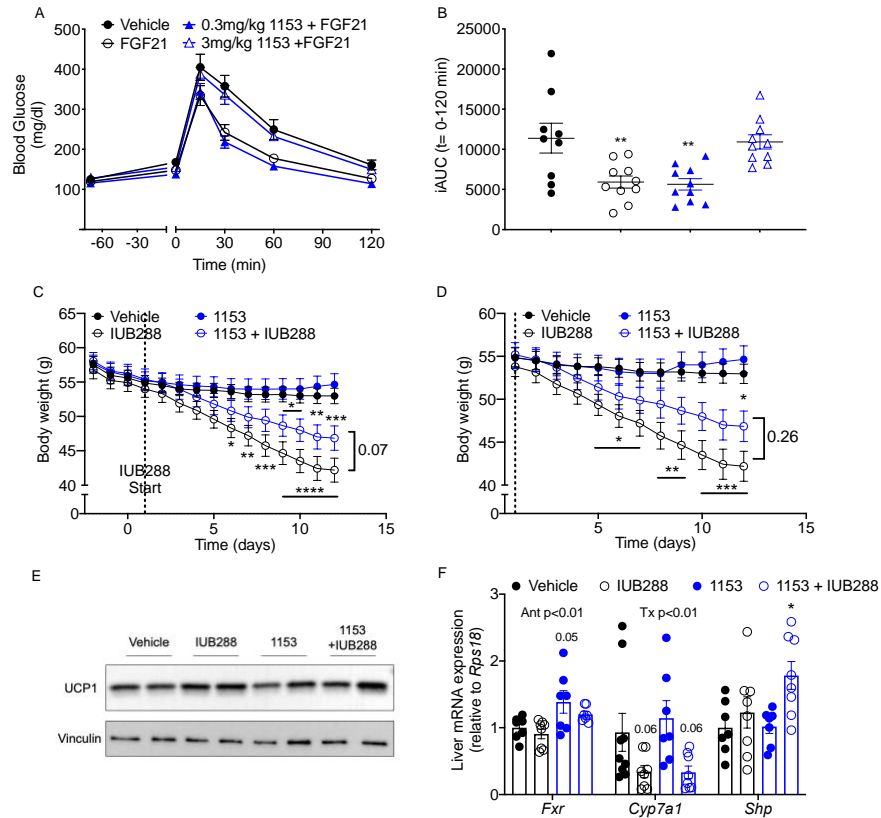 A
Vehicle
0.3mg/kg 1153 + FGF21
FGF21
3mg/kg 1153 +FGF21
Blood Glucose
(mg/dl)
500
400
300
200
100
-60 -30 0 30 60 90 120
Time (min)
B
iAUC (t= 0-120 min)
25000
20000
15000
10000
5000
0
**
**
C
Vehicle
1153
IUB288
1153 + IUB288
Body weight (g)
65
60
55
50
45
40
0
*
**
***
*
**
***
****
0.07
IUB288
Start
0 5 10 15
Time (days)
D
Vehicle
1153
IUB288
1153 + IUB288
Body weight (g)
60
55
50
45
40
0
*
*
**
***
0.26
5 10 15
Time (days)
E
Vehicle
IUB288
1153
1153
+IUB288
UCP1
Vinculin
F
Vehicle
IUB288
1153
1153 + IUB288
Liver mRNA expression
(relative to Rps18)
3
2
1
0
Ant p<0.01
Tx p<0.01
*
0.05
0.06
0.06
Fxr Cyp7a1 Shp